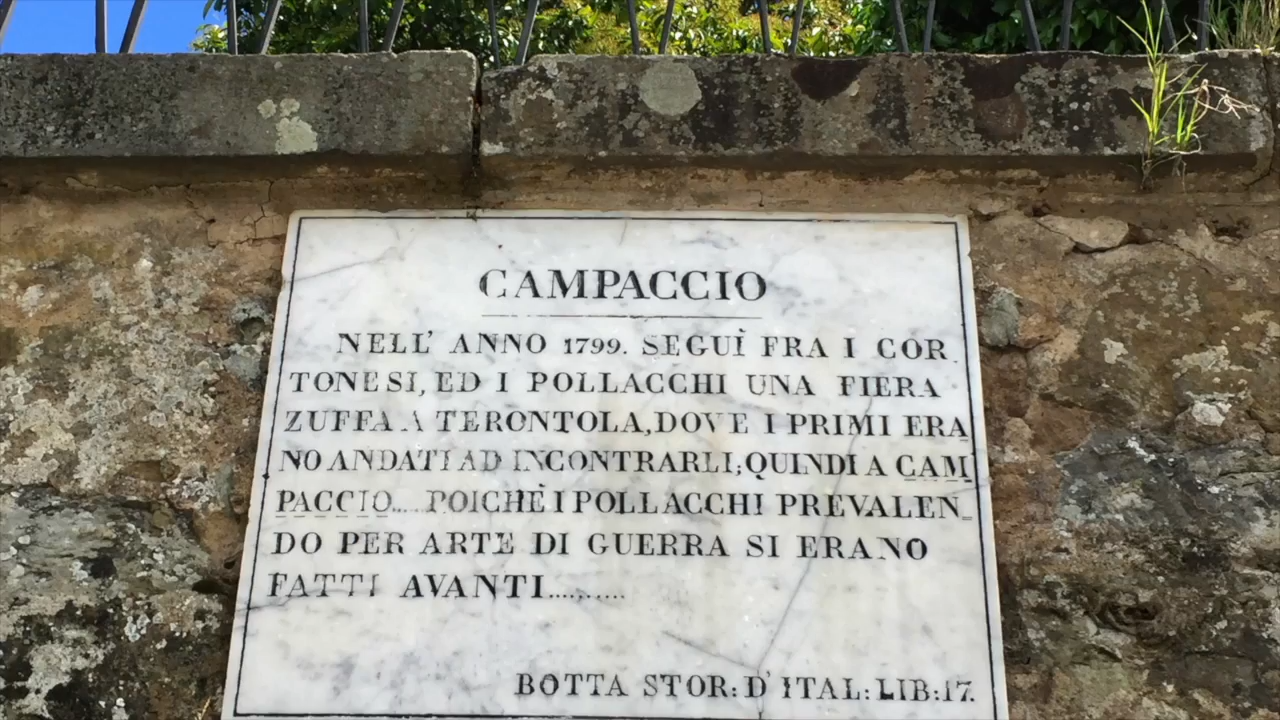 CAMPACCIO
NELL' ANNO 1799. SEGUÌ FRA I COR.
TONESI, ED I POLLACCHI UNA FIERA
ZUFFA A TERONTOLA, DOVE I PRIMI ERA
NO ANDATI AD INCONTRARLI; QUINDI A CAM
PACCIO..... POICHÈ I POLLACCHI PREVALEN_
DO PER ARTE DI GUERRA SI ERANO
FATTI AVANTI..........
BOTTA STOR: D' ITAL: LIB: 17.